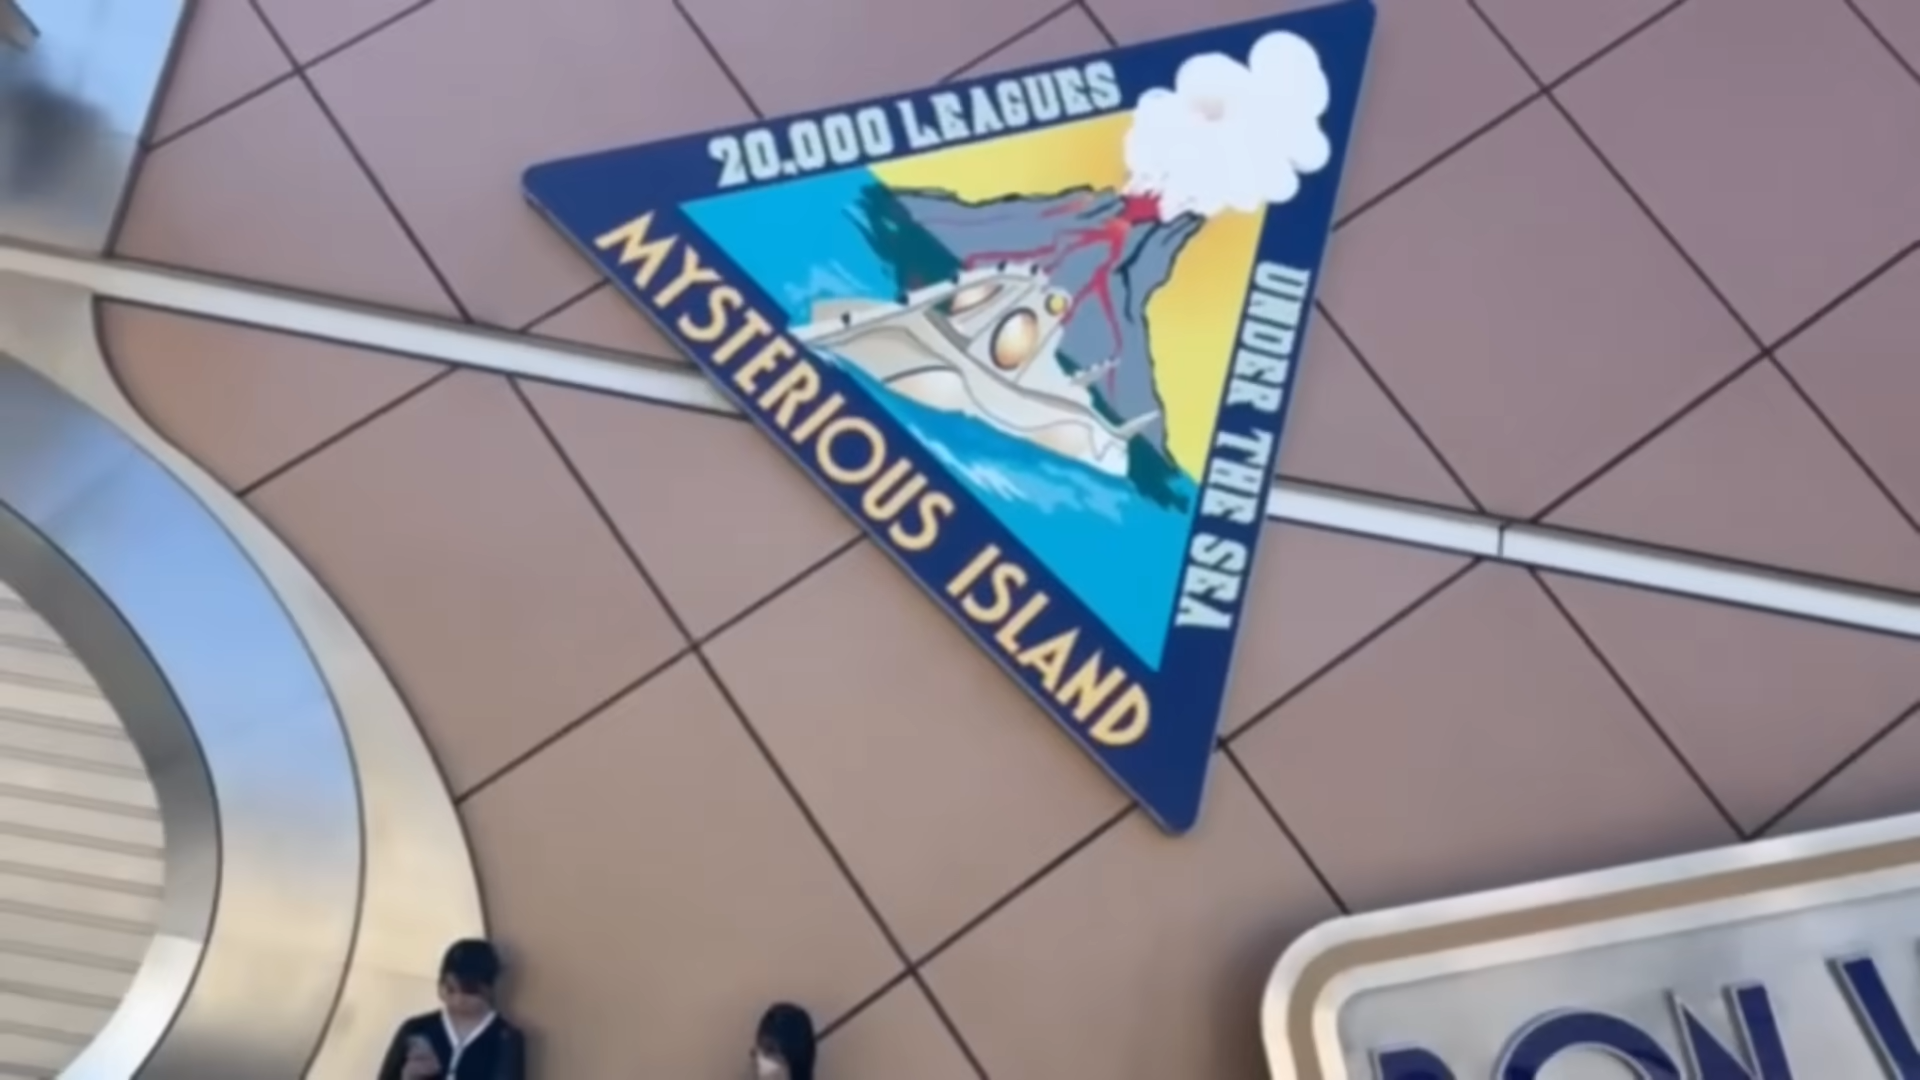 20,000 LEAGUES
UNDER THE SEA
MYSTERIOUS ISLAND